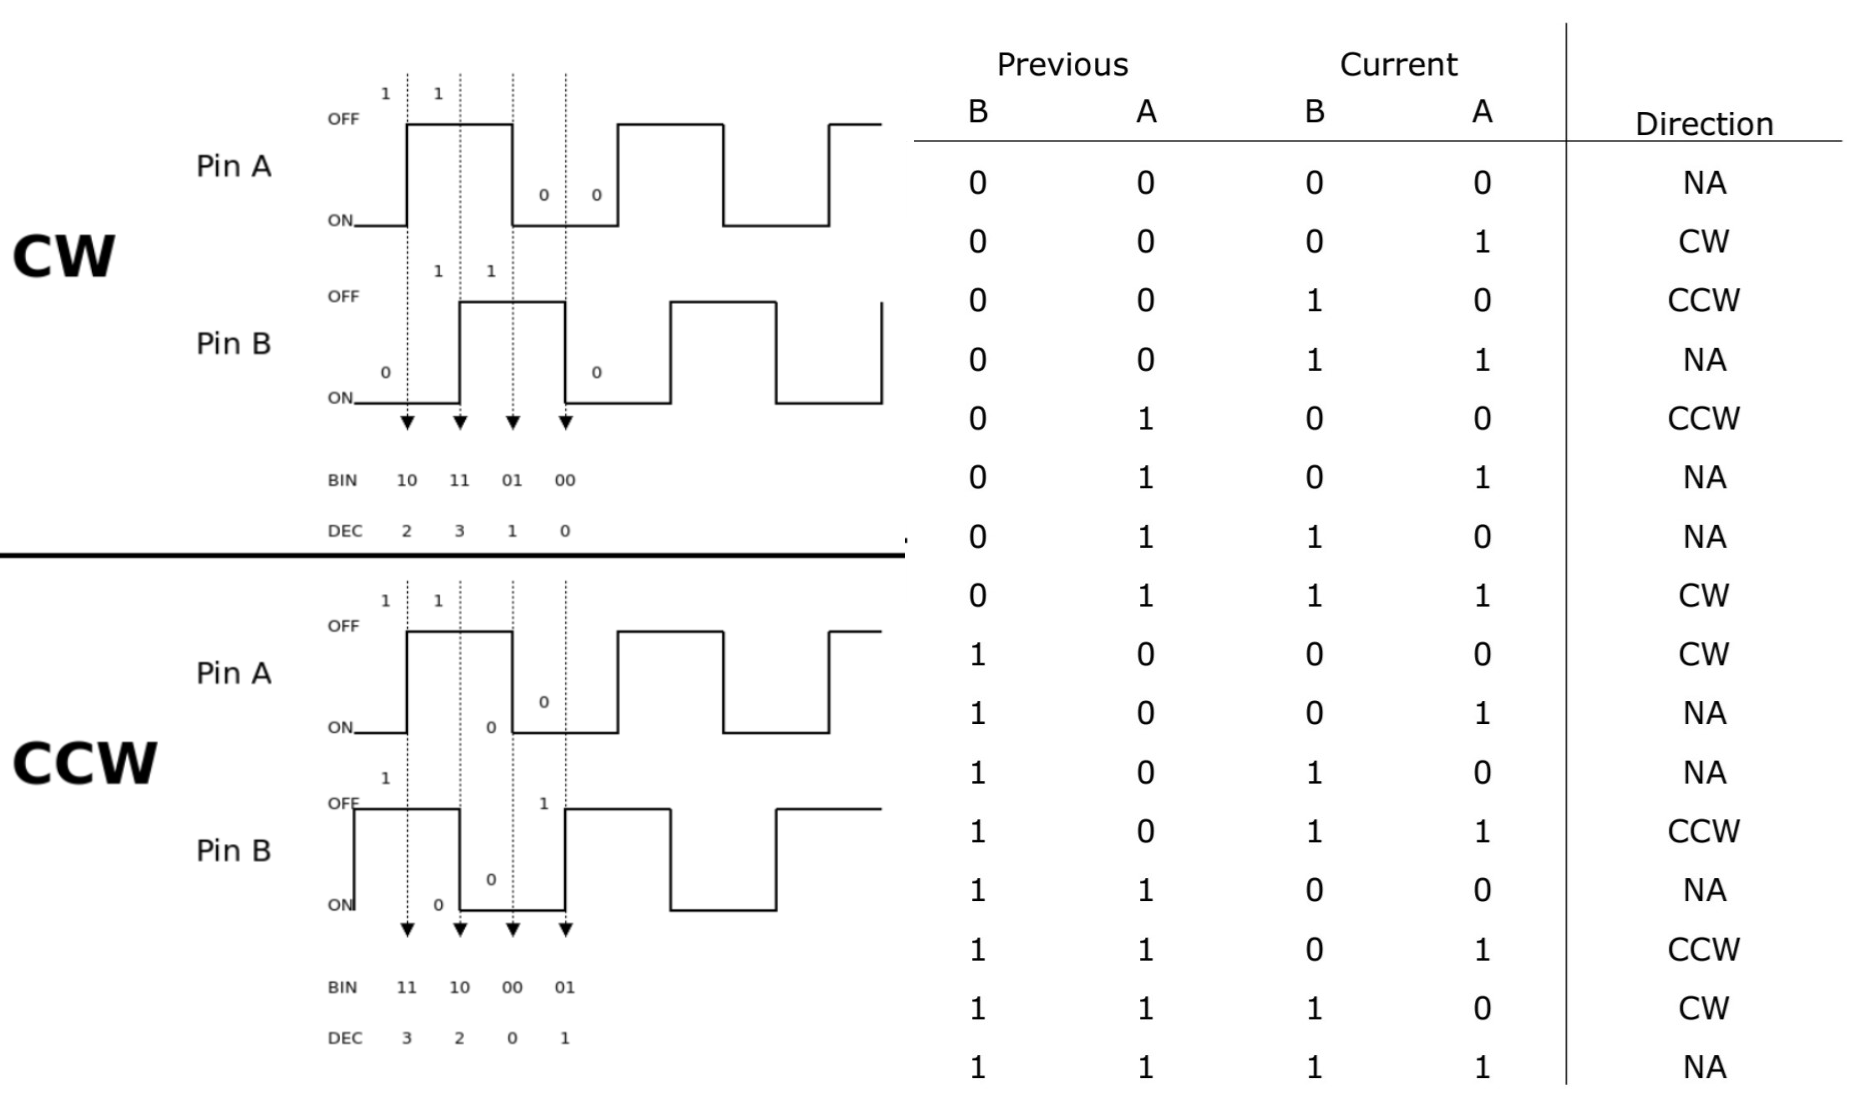 1 1
OFF
Pin A
0 0
ON
CW
1 1
OFF
Pin B
0 0
ON
BIN 10 11 01 00
DEC 2 3 1 0
1 1
OFF
Pin A
0
ON 0
CCW
1
OFF 1
Pin B
0
ON 0
BIN 11 10 00 01
DEC 3 2 0 1
Previous Current
B A B A Direction
0 0 0 0 NA
0 0 0 1 CW
0 0 1 0 CCW
0 0 1 1 NA
0 1 0 0 CCW
0 1 0 1 NA
0 1 1 0 NA
0 1 1 1 CW
1 0 0 0 CW
1 0 0 1 NA
1 0 1 0 NA
1 0 1 1 CCW
1 1 0 0 NA
1 1 0 1 CCW
1 1 1 0 CW
1 1 1 1 NA